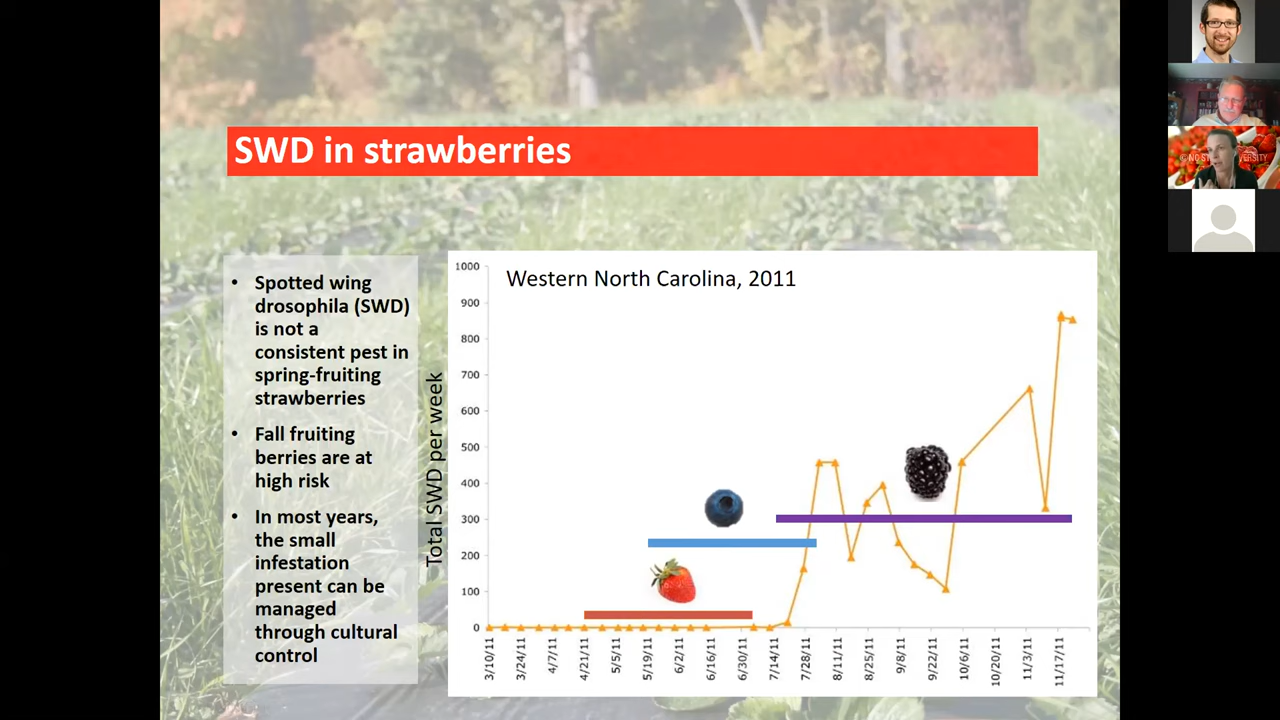 SWD in strawberries
• Spotted wing
drosophila (SWD)
is not a
consistent pest in
spring-fruiting
strawberries
• Fall fruiting
berries are at
high risk
• In most years,
the small
infestation
present can be
managed
through cultural
control
Western North Carolina, 2011
Total SWD per week
1000
900
800
700
600
500
400
300
200
100
0
3/10/11
3/24/11
4/7/11
4/21/11
5/5/11
5/19/11
6/2/11
6/16/11
6/30/11
7/14/11
7/28/11
8/11/11
8/25/11
9/8/11
9/22/11
10/6/11
10/20/11
11/3/11
11/17/11